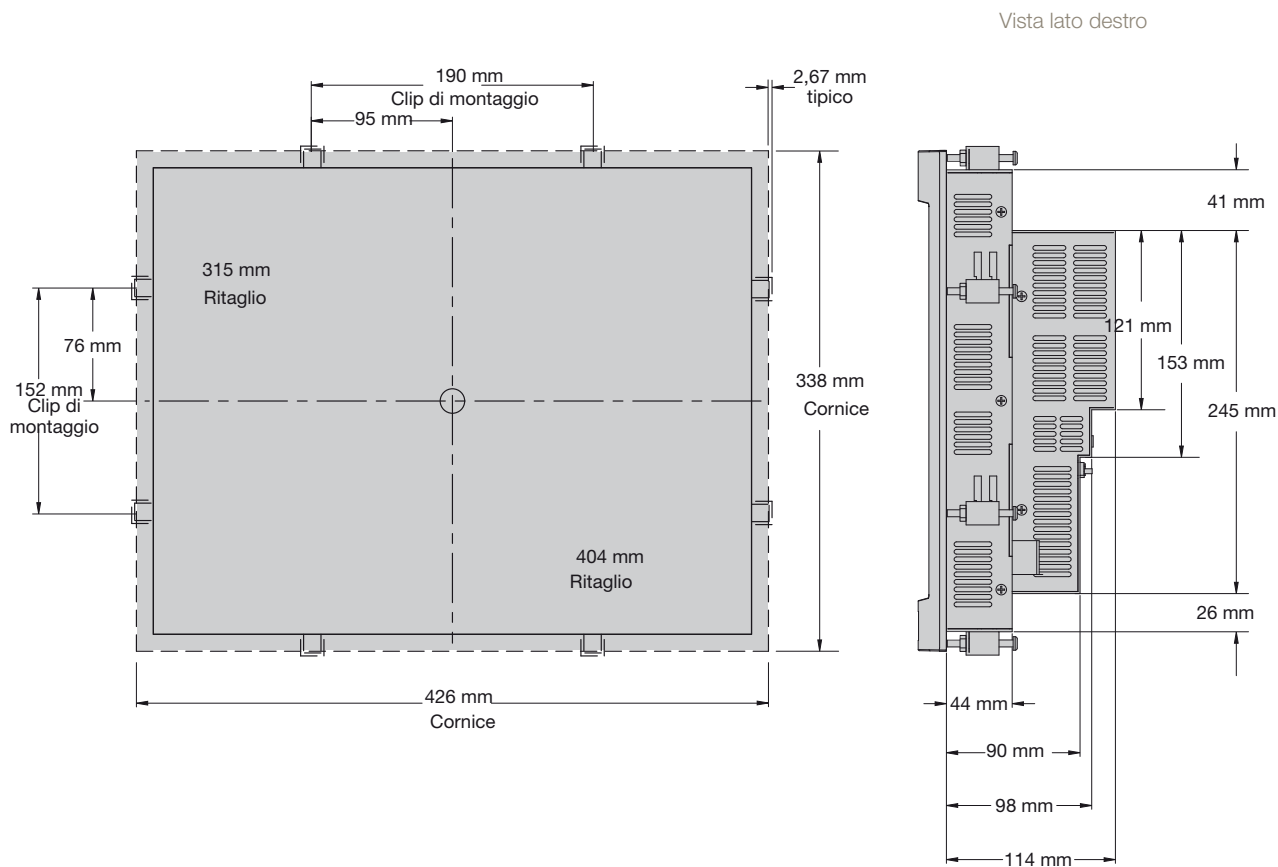 Vista lato destro
190 mm
Clip di montaggio
95 mm
2,67 mm
tipico
41 mm
315 mm
Ritaglio
76 mm
152 mm
Clip di
montaggio
338 mm
Cornice
121 mm
153 mm
245 mm
404 mm
Ritaglio
26 mm
426 mm
Cornice
44 mm
90 mm
98 mm
114 mm